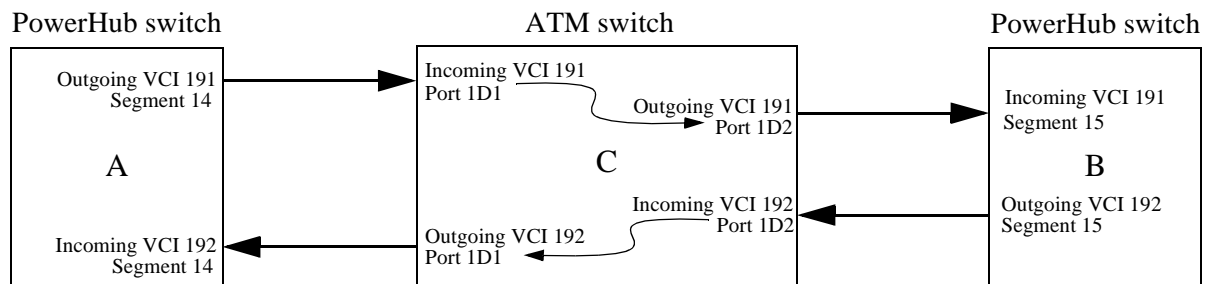 PowerHub switch
ATM switch
PowerHub switch
Outgoing VCI 191
Segment 14
A
Incoming VCI 192
Segment 14
Incoming VCI 191
Port 1D1
Outgoing VCI 191
Port 1D2
C
Incoming VCI 192
Port 1D2
Outgoing VCI 192
Port 1D1
Incoming VCI 191
Segment 15
B
Outgoing VCI 192
Segment 15